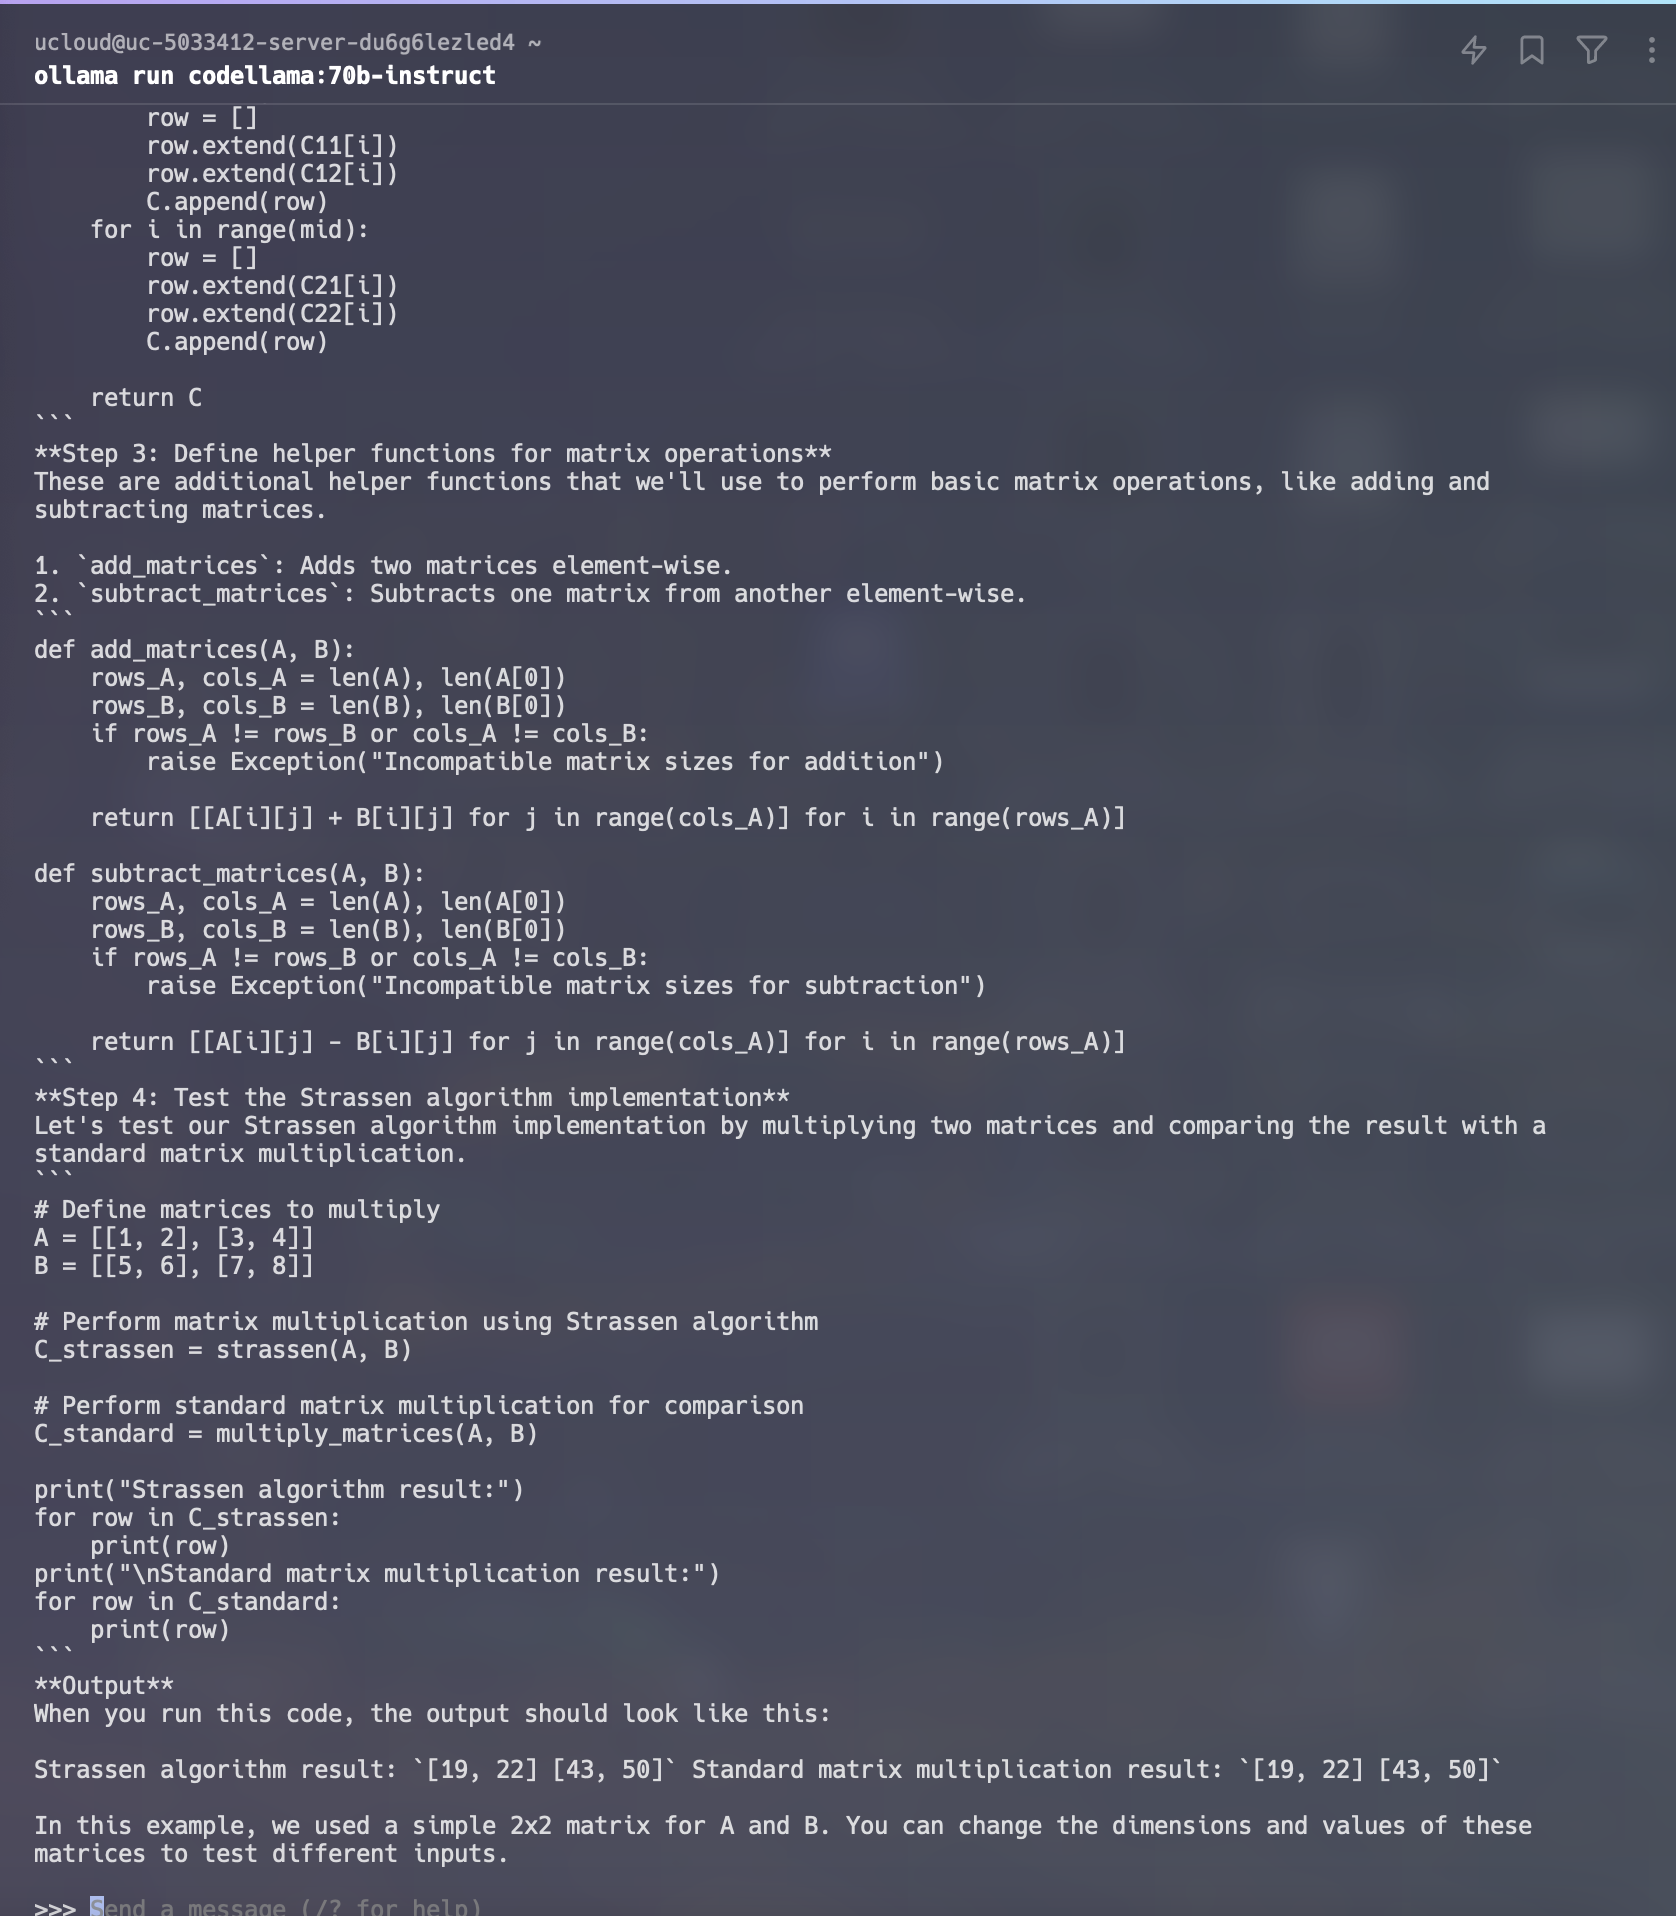 ucloud@uc-5033412-server-du6g6lezled4 ~
ollama run codellama:70b-instruct
        row = []
        row.extend(C11[i])
        row.extend(C12[i])
        C.append(row)
    for i in range(mid):
        row = []
        row.extend(C21[i])
        row.extend(C22[i])
        C.append(row)

    return C
```
**Step 3: Define helper functions for matrix operations**
These are additional helper functions that we'll use to perform basic matrix operations, like adding and
subtracting matrices.

1. `add_matrices`: Adds two matrices element-wise.
2. `subtract_matrices`: Subtracts one matrix from another element-wise.
```
def add_matrices(A, B):
    rows_A, cols_A = len(A), len(A[0])
    rows_B, cols_B = len(B), len(B[0])
    if rows_A != rows_B or cols_A != cols_B:
        raise Exception("Incompatible matrix sizes for addition")

    return [[A[i][j] + B[i][j] for j in range(cols_A)] for i in range(rows_A)]

def subtract_matrices(A, B):
    rows_A, cols_A = len(A), len(A[0])
    rows_B, cols_B = len(B), len(B[0])
    if rows_A != rows_B or cols_A != cols_B:
        raise Exception("Incompatible matrix sizes for subtraction")

    return [[A[i][j] - B[i][j] for j in range(cols_A)] for i in range(rows_A)]
```
**Step 4: Test the Strassen algorithm implementation**
Let's test our Strassen algorithm implementation by multiplying two matrices and comparing the result with a
standard matrix multiplication.
```
# Define matrices to multiply
A = [[1, 2], [3, 4]]
B = [[5, 6], [7, 8]]

# Perform matrix multiplication using Strassen algorithm
C_strassen = strassen(A, B)

# Perform standard matrix multiplication for comparison
C_standard = multiply_matrices(A, B)

print("Strassen algorithm result:")
for row in C_strassen:
    print(row)
print("\nStandard matrix multiplication result:")
for row in C_standard:
    print(row)
```
**Output**
When you run this code, the output should look like this:

Strassen algorithm result: `[19, 22] [43, 50]` Standard matrix multiplication result: `[19, 22] [43, 50]`

In this example, we used a simple 2x2 matrix for A and B. You can change the dimensions and values of these
matrices to test different inputs.

>>> Send a message (/? for help)